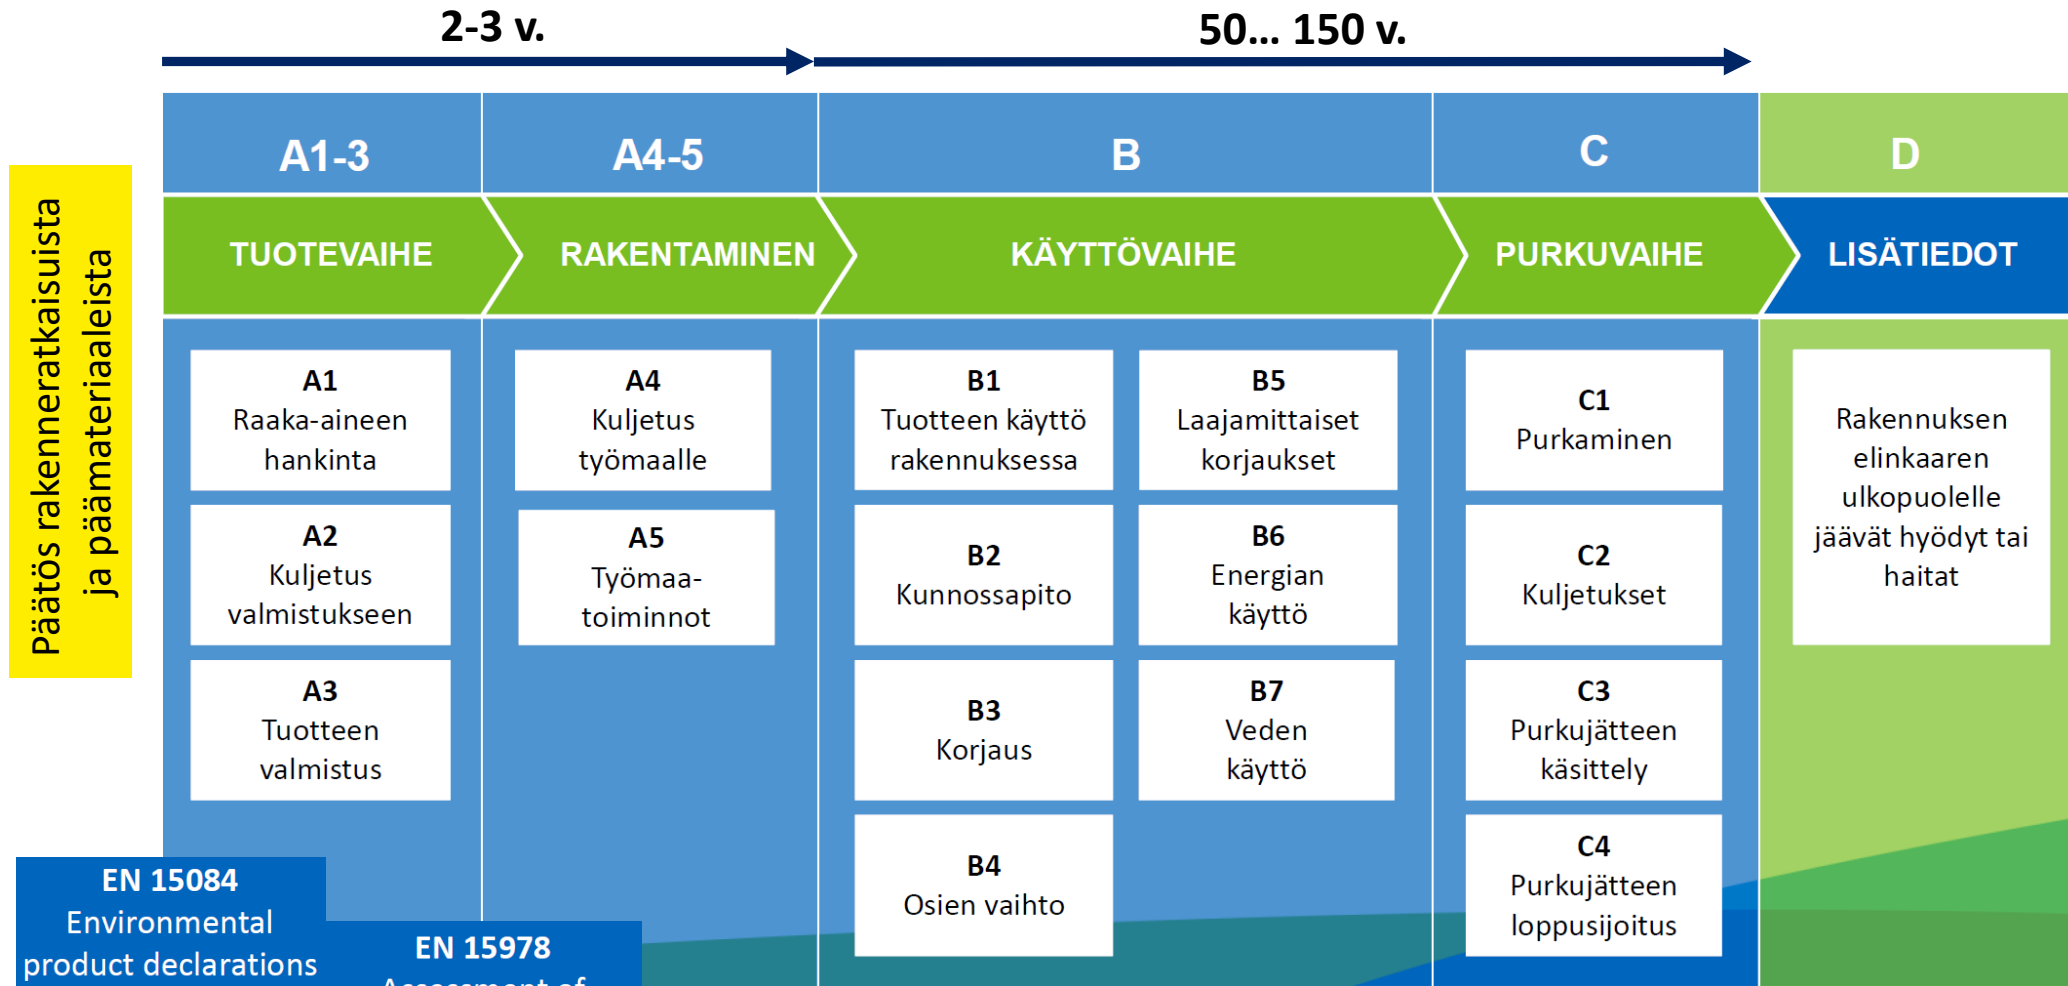 2-3 v.
50... 150 v.
A1-3
A4-5
B
C
D
Päätös rakenneratkaisuista
ja päämateriaaleista
TUOTEVAIHE
RAKENTAMINEN
KÄYTTÖVAIHE
PURKUVAIHE
LISÄTIEDOT
A1
Raaka-aineen
hankinta
A2
Kuljetus
valmistukseen
A3
Tuotteen
valmistus
A4
Kuljetus
työmaalle
A5
Työmaa-
toiminnot
B1
Tuotteen käyttö
rakennuksessa
B2
Kunnossapito
B3
Korjaus
B4
Osien vaihto
B5
Laajamittaiset
korjaukset
B6
Energian
käyttö
B7
Veden
käyttö
C1
Purkaminen
C2
Kuljetukset
C3
Purkujätteen
käsittely
C4
Purkujätteen
loppusijoitus
Rakennuksen
elinkaaren
ulkopuolelle
jäävät hyödyt tai
haitat
EN 15084
Environmental
product declarations
EN 15978
Assessment of